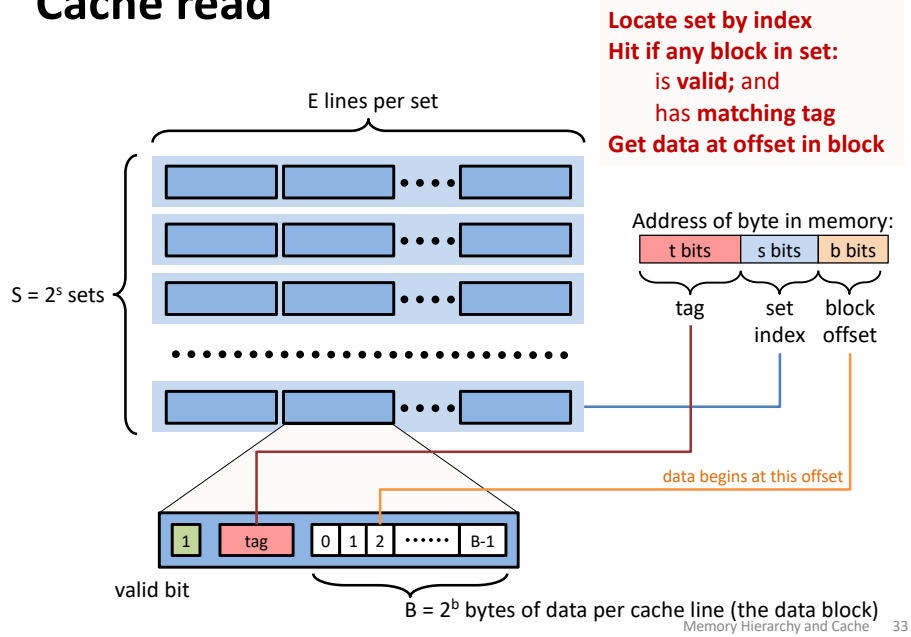 Cache read
Locate set by index
Hit if any block in set:
is valid; and
has matching tag
Get data at offset in block
E lines per set
Address of byte in memory:
t bits s bits b bits
S = 2^s sets
tag set block
index offset
data begins at this offset
1 tag 0 1 2 •••••• B-1
valid bit
B = 2^b bytes of data per cache line (the data block)
Memory Hierarchy and Cache 33